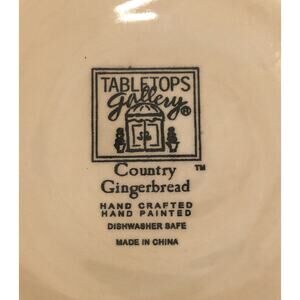 TABLETOPS
gallery®
Country ™
Gingerbread
HAND CRAFTED
HAND PAINTED
DISHWASHER SAFE
MADE IN CHINA